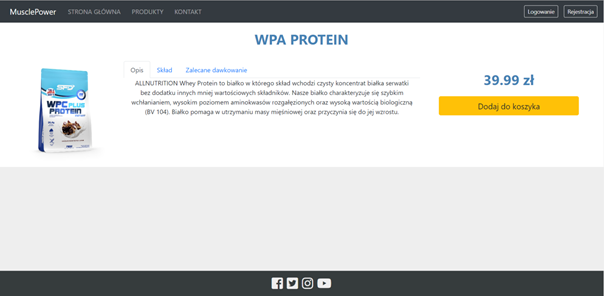 MusclePower STRONA GŁÓWNA PRODUKTY KONTAKT Logowanie Rejestracja
WPA PROTEIN
Opis Skład Zalecane dawkowanie
ALLNUTRITION Whey Protein to białko w którego skład wchodzi czysty koncentrat białka serwatki
bez dodatku innych mniej wartościowych składników. Nasze białko charakteryzuje się szybkim
wchłanianiem, wysokim poziomem aminokwasów rozgałęzionych oraz wysoką wartością biologiczną
(BV 104). Białko pomaga w utrzymaniu masy mięśniowej oraz przyczynia się do jej wzrostu.
39.99 zł
Dodaj do koszyka
SFD
WPC PLUS
PROTEIN